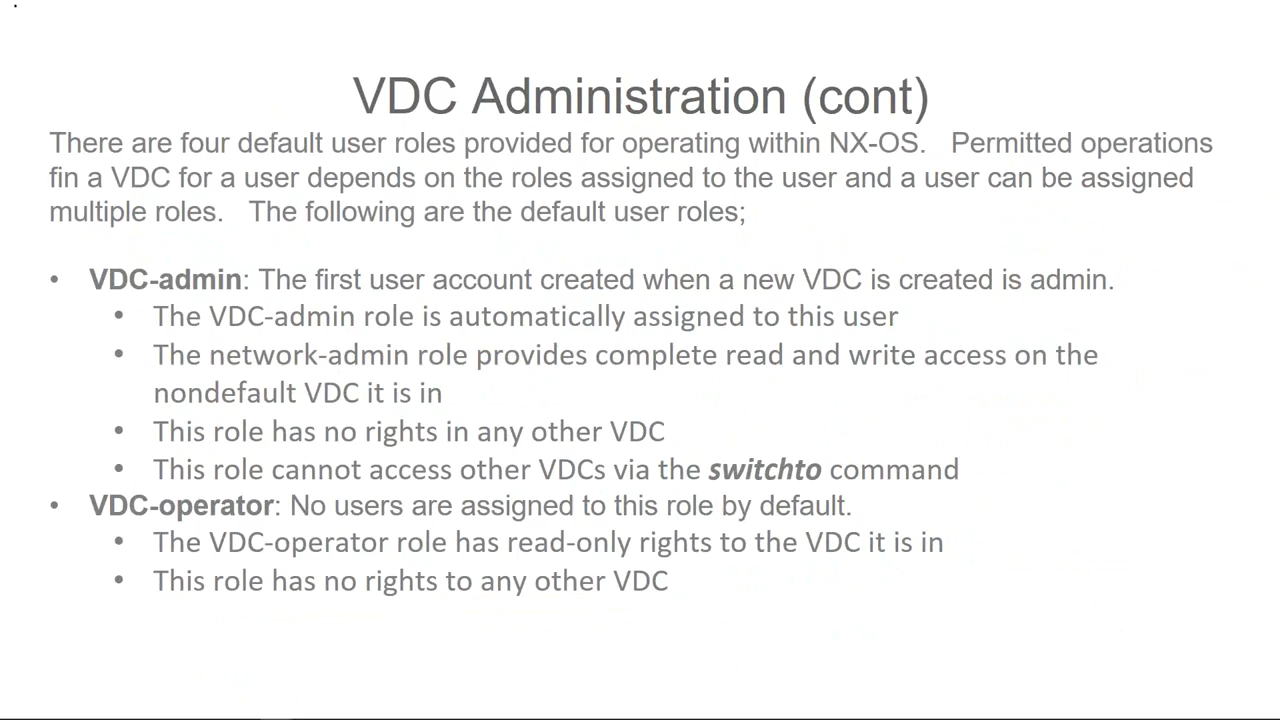 VDC Administration (cont)
There are four default user roles provided for operating within NX-OS. Permitted operations
fin a VDC for a user depends on the roles assigned to the user and a user can be assigned
multiple roles. The following are the default user roles;
• VDC-admin: The first user account created when a new VDC is created is admin.
• The VDC-admin role is automatically assigned to this user
• The network-admin role provides complete read and write access on the
nondefault VDC it is in
• This role has no rights in any other VDC
• This role cannot access other VDCs via the switchto command
• VDC-operator: No users are assigned to this role by default.
• The VDC-operator role has read-only rights to the VDC it is in
• This role has no rights to any other VDC